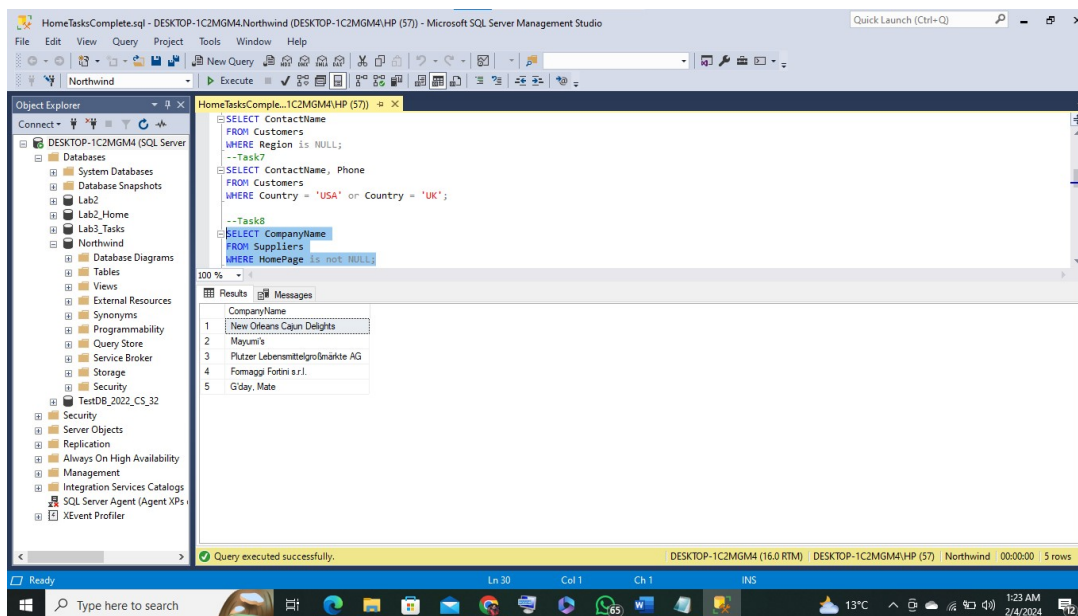 HomeTasksComplete.sql - DESKTOP-1C2MGM4.Northwind (DESKTOP-1C2MGM4\HP (57)) - Microsoft SQL Server Management Studio
Quick Launch (Ctrl+Q)
File Edit View Query Project Tools Window Help
New Query
Northwind
Execute
Object Explorer
HomeTasksComple...1C2MGM4\HP (57))
Connect
DESKTOP-1C2MGM4 (SQL Server
Databases
System Databases
Database Snapshots
Lab2
Lab2_Home
Lab3_Tasks
Northwind
Database Diagrams
Tables
Views
External Resources
Synonyms
Programmability
Query Store
Service Broker
Storage
Security
TestDB_2022_CS_32
Security
Server Objects
Replication
Always On High Availability
Management
Integration Services Catalogs
SQL Server Agent (Agent XPs
XEvent Profiler
SELECT ContactName
FROM Customers
WHERE Region is NULL;
--Task7
SELECT ContactName, Phone
FROM Customers
WHERE Country = 'USA' or Country = 'UK';
--Task8
SELECT CompanyName
FROM Suppliers
WHERE HomePage is not NULL;
100 %
Results Messages
CompanyName
1 New Orleans Cajun Delights
2 Mayumi's
3 Plutzer Lebensmittelgroßmärkte AG
4 Formaggi Fortini s.r.l.
5 G'day, Mate
Query executed successfully.
DESKTOP-1C2MGM4 (16.0 RTM) DESKTOP-1C2MGM4\HP (57) Northwind 00:00:00 5 rows
Ready Ln 30 Col 1 Ch 1 INS
Type here to search
65
13°C
1:23 AM
2/4/2024